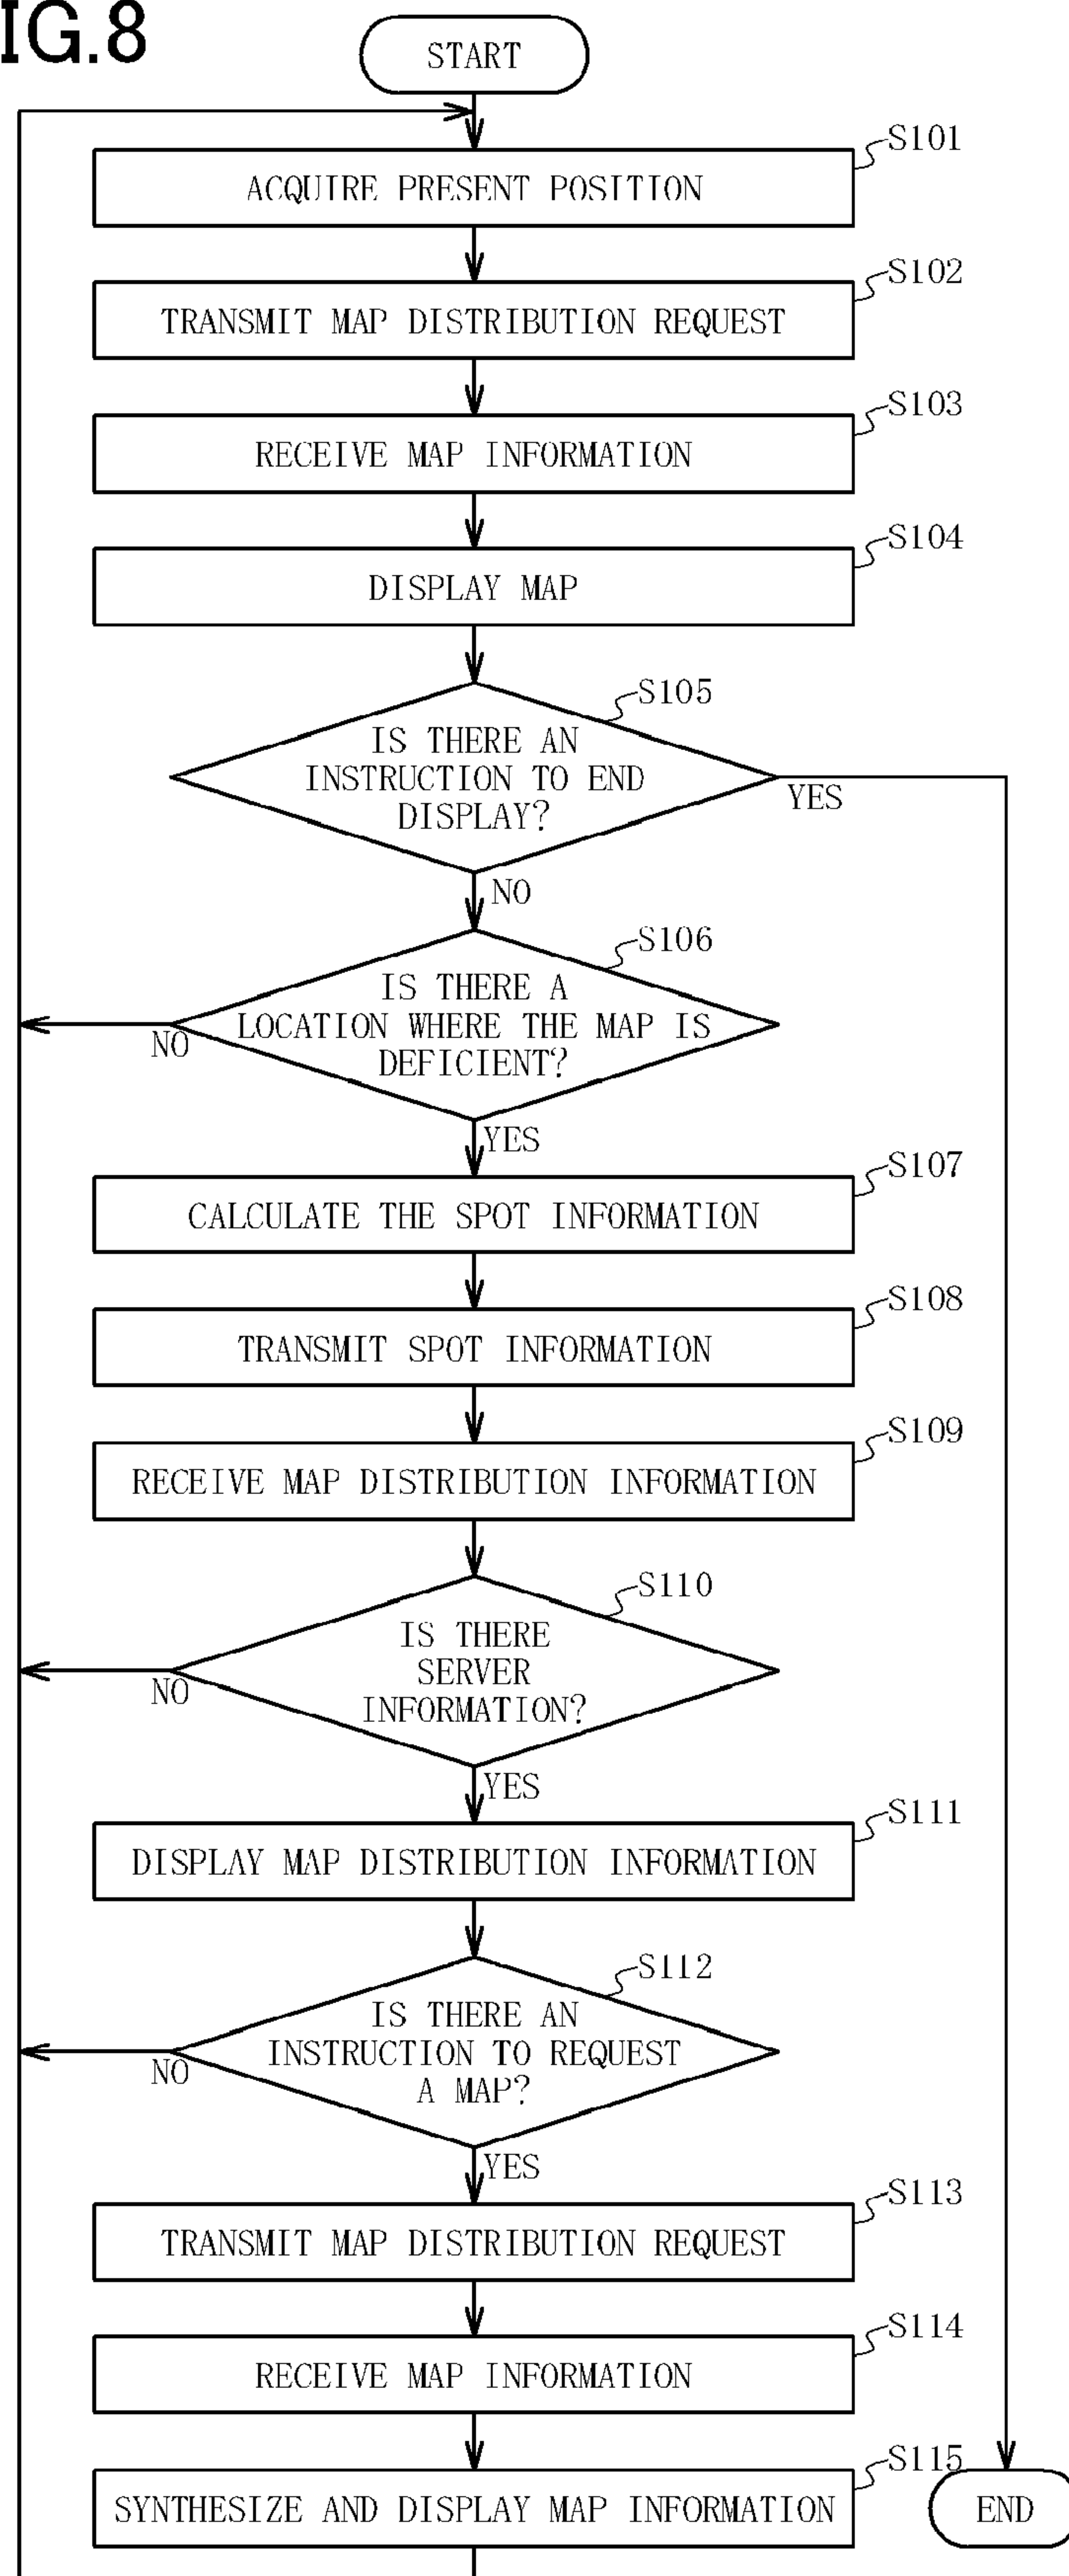 IG.8
START
S101
ACQUIRE PRESENT POSITION
S102
TRANSMIT MAP DISTRIBUTION REQUEST
S103
RECEIVE MAP INFORMATION
S104
DISPLAY MAP
S105
IS THERE AN
INSTRUCTION TO END
DISPLAY?
YES
NO
S106
IS THERE A
LOCATION WHERE THE MAP IS
DEFICIENT?
NO
YES
S107
CALCULATE THE SPOT INFORMATION
S108
TRANSMIT SPOT INFORMATION
S109
RECEIVE MAP DISTRIBUTION INFORMATION
S110
IS THERE
SERVER
INFORMATION?
NO
YES
S111
DISPLAY MAP DISTRIBUTION INFORMATION
S112
IS THERE AN
INSTRUCTION TO REQUEST
A MAP?
NO
YES
S113
TRANSMIT MAP DISTRIBUTION REQUEST
S114
RECEIVE MAP INFORMATION
S115
SYNTHESIZE AND DISPLAY MAP INFORMATION
END